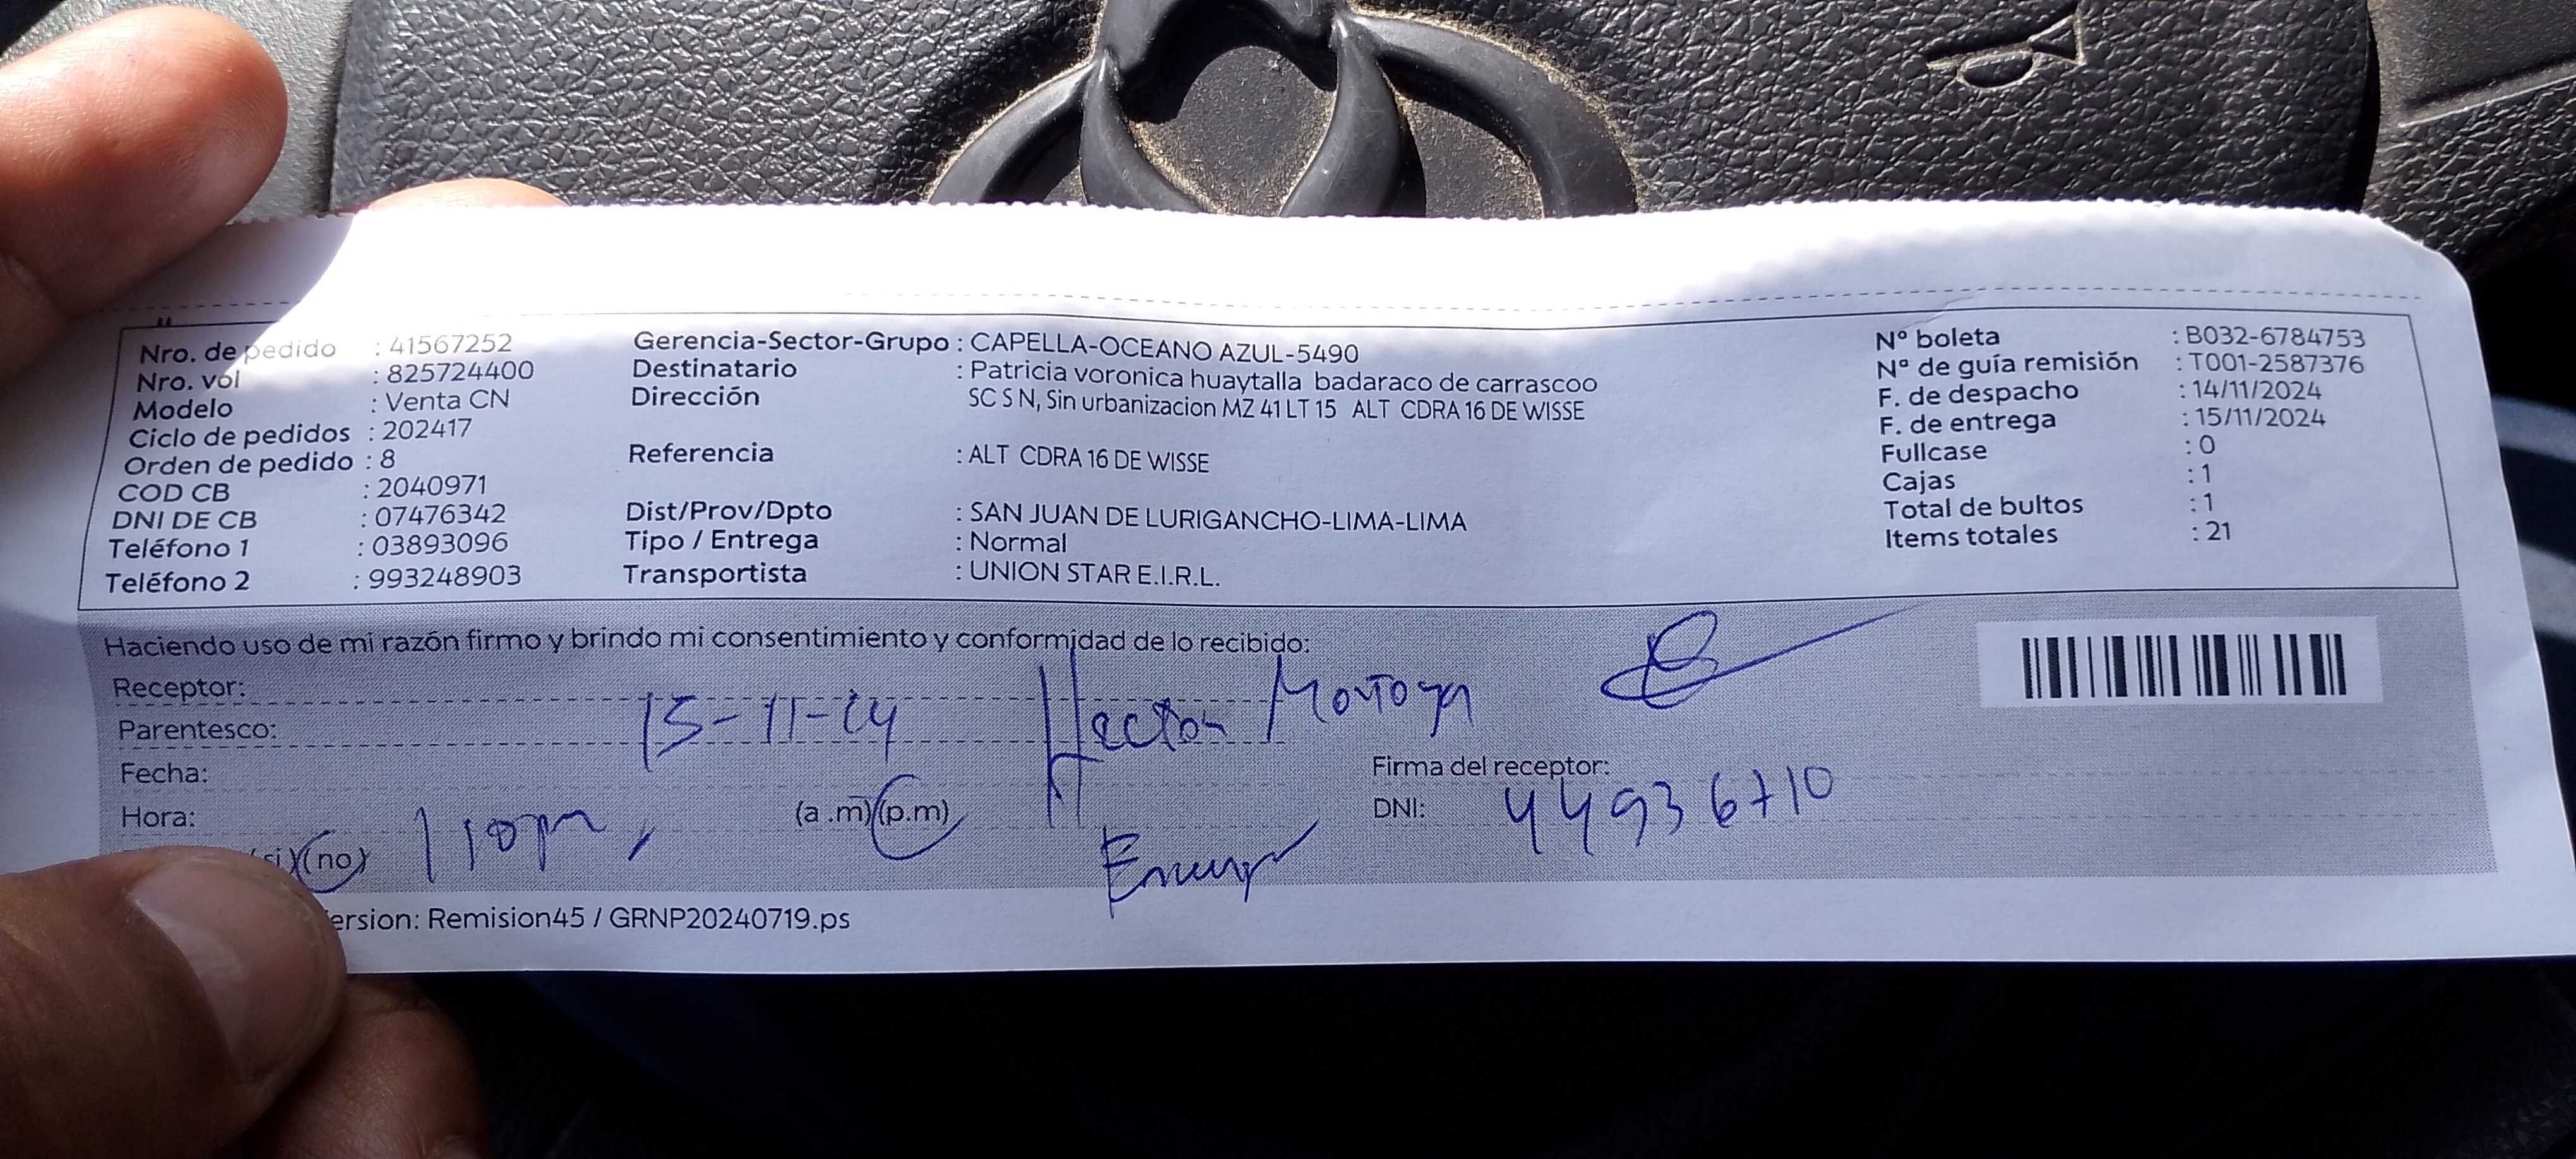 Nro. de pedido : 41567252
Nro. vol : 825724400
Modelo : Venta CN
Ciclo de pedidos : 202417
Orden de pedido : 8
COD CB : 2040971
DNI DE CB : 07476342
Teléfono 1 : 03893096
Teléfono 2 : 993248903
Gerencia-Sector-Grupo : CAPELLA-OCEANO AZUL-5490
Destinatario : Patricia voronica huaytalla badaraco de carrascoo
Dirección SC S N, Sin urbanizacion MZ 41 LT 15 ALT CDRA 16 DE WISSE
Referencia : ALT CDRA 16 DE WISSE
Dist/Prov/Dpto : SAN JUAN DE LURIGANCHO-LIMA-LIMA
Tipo / Entrega : Normal
Transportista : UNION STAR E.I.R.L.
Nº boleta : B032-6784753
Nº de guía remisión : T001-2587376
F. de despacho : 14/11/2024
F. de entrega : 15/11/2024
Fullcase : 0
Cajas : 1
Total de bultos : 1
Items totales : 21
Haciendo uso de mi razón firmo y brindo mi consentimiento y conformidad de lo recibido:
Receptor:
Parentesco: 15-11-24 Hector Montoya
Fecha:
Hora: 110pm (a .m)(p.m)
(si)(no)
Firma del receptor:
DNI: 44936710
ersion: Remision45 / GRNP20240719.ps